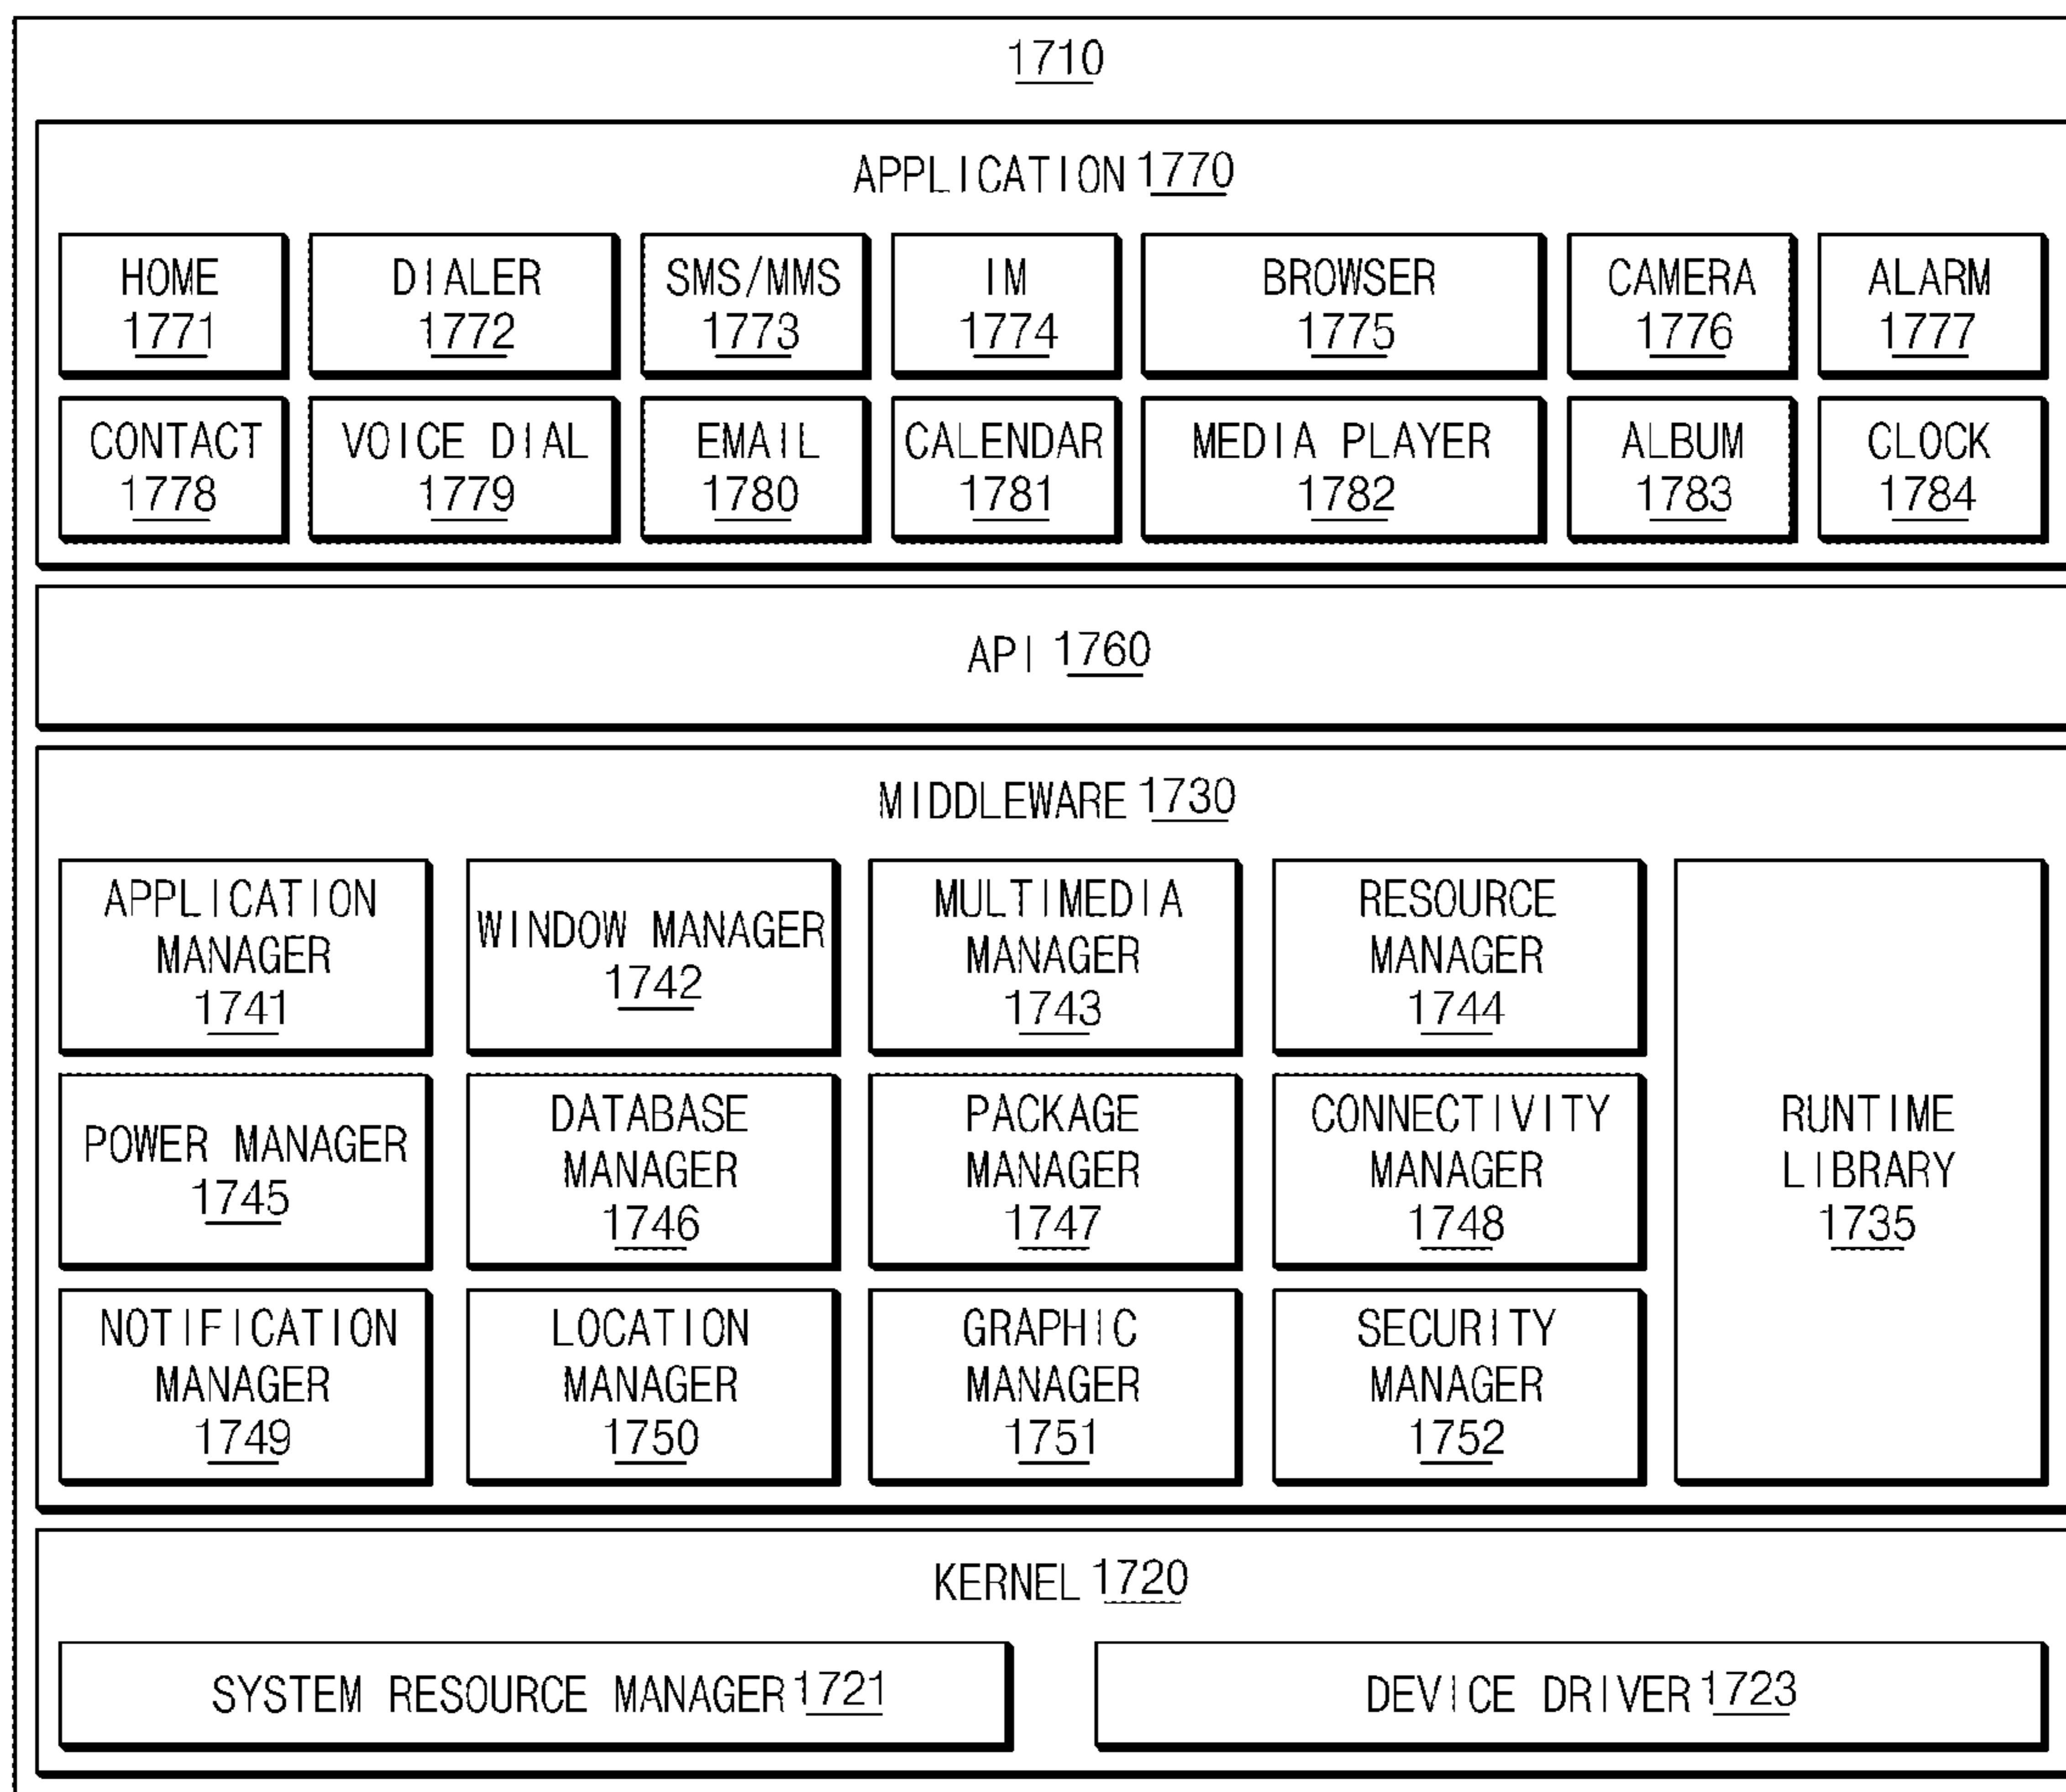 1710
APPLICATION 1770
HOME
1771
DIALER
1772
SMS/MMS
1773
IM
1774
BROWSER
1775
CAMERA
1776
ALARM
1777
CONTACT
1778
VOICE DIAL
1779
EMAIL
1780
CALENDAR
1781
MEDIA PLAYER
1782
ALBUM
1783
CLOCK
1784
API 1760
MIDDLEWARE 1730
APPLICATION
MANAGER
1741
WINDOW MANAGER
1742
MULTIMEDIA
MANAGER
1743
RESOURCE
MANAGER
1744
POWER MANAGER
1745
DATABASE
MANAGER
1746
PACKAGE
MANAGER
1747
CONNECTIVITY
MANAGER
1748
RUNTIME
LIBRARY
1735
NOTIFICATION
MANAGER
1749
LOCATION
MANAGER
1750
GRAPHIC
MANAGER
1751
SECURITY
MANAGER
1752
KERNEL 1720
SYSTEM RESOURCE MANAGER 1721
DEVICE DRIVER 1723